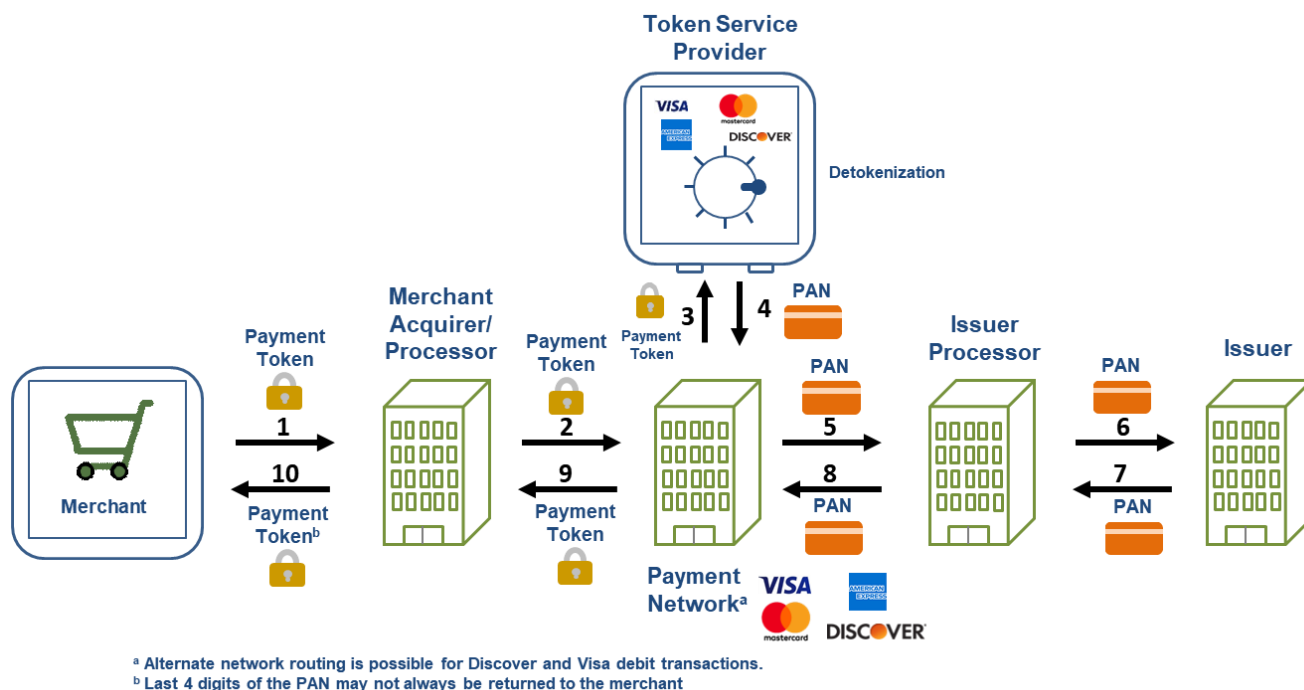 Token Service
Provider
VISA
mastercard
AMERICAN
EXPRESS
DISCOVER
Detokenization
Merchant
Acquirer/
Processor
Payment
Token
3
4
PAN
Issuer
Processor
Issuer
Payment
Token
Payment
Token
PAN
PAN
1
2
5
6
10
9
8
7
Merchant
Payment
Tokenᵇ
Payment
Token
PAN
PAN
Payment
Networkᵃ
VISA
AMERICAN
EXPRESS
mastercard
DISCOVER
ᵃ Alternate network routing is possible for Discover and Visa debit transactions.
ᵇ Last 4 digits of the PAN may not always be returned to the merchant